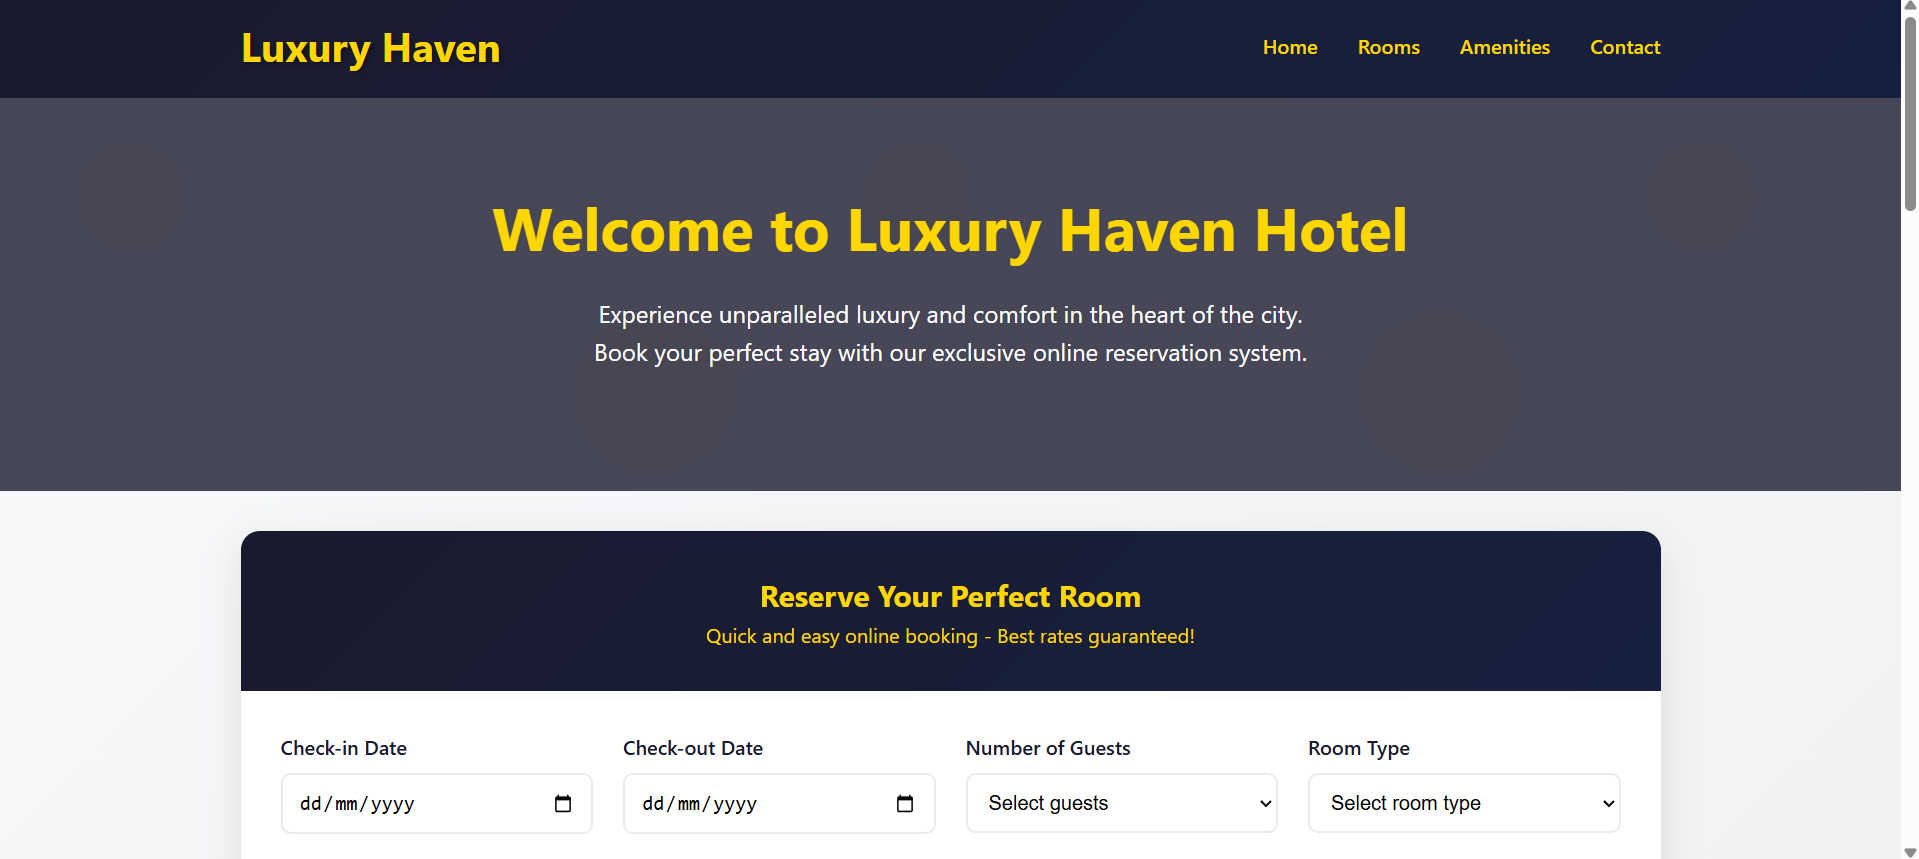 Luxury Haven
Home Rooms Amenities Contact
Welcome to Luxury Haven Hotel
Experience unparalleled luxury and comfort in the heart of the city.
Book your perfect stay with our exclusive online reservation system.
Reserve Your Perfect Room
Quick and easy online booking - Best rates guaranteed!
Check-in Date Check-out Date Number of Guests Room Type
dd/mm/yyyy dd/mm/yyyy Select guests Select room type